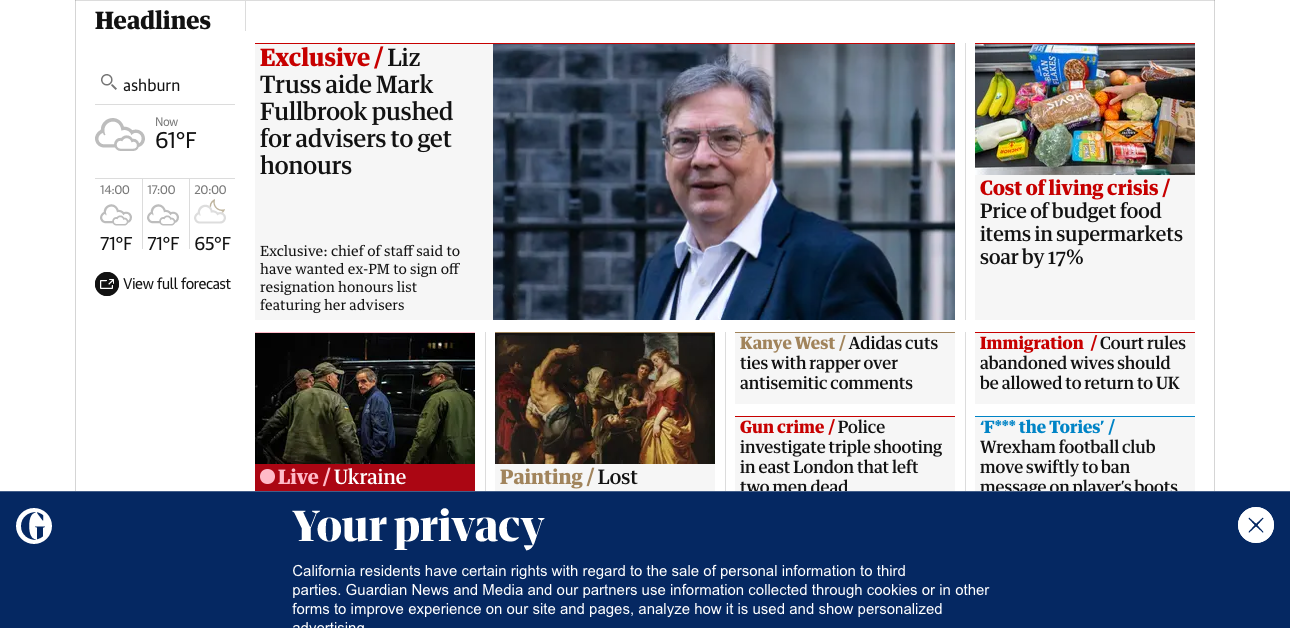 Headlines
ashburn
Now
61°F
14:00
17:00
20:00
71°F
71°F
65°F
View full forecast
Exclusive / Liz
Truss aide Mark
Fullbrook pushed
for advisers to get
honours
Exclusive: chief of staff said to
have wanted ex-PM to sign off
resignation honours list
featuring her advisers
BRAN
FLAKES
HOVIS
Cost of living crisis /
Price of budget food
items in supermarkets
soar by 17%
Live / Ukraine
Painting / Lost
Kanye West / Adidas cuts
ties with rapper over
antisemitic comments
Gun crime / Police
investigate triple shooting
in east London that left
two men dead
Immigration / Court rules
abandoned wives should
be allowed to return to UK
‘F*** the Tories’ /
Wrexham football club
move swiftly to ban
message on player’s boots
G
Your privacy
California residents have certain rights with regard to the sale of personal information to third
parties. Guardian News and Media and our partners use information collected through cookies or in other
forms to improve experience on our site and pages, analyze how it is used and show personalized
advertising.